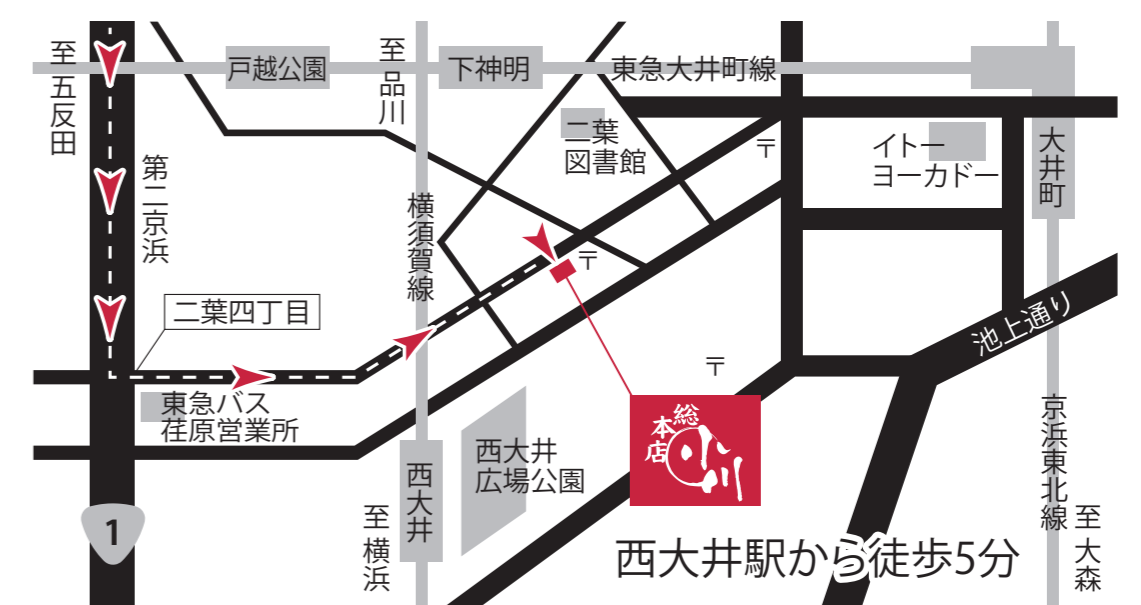 至五反田
戸越公園
至品川
下神明
東急大井町線
二葉
図書館
〒
イトー
ヨーカドー
大井町
第二京浜
横須賀線
〒
二葉四丁目
池上通り
〒
東急バス
荏原営業所
総本店
小川
西大井
広場公園
西大井
京浜東北線
1
至横浜
至大森
西大井駅から徒歩5分